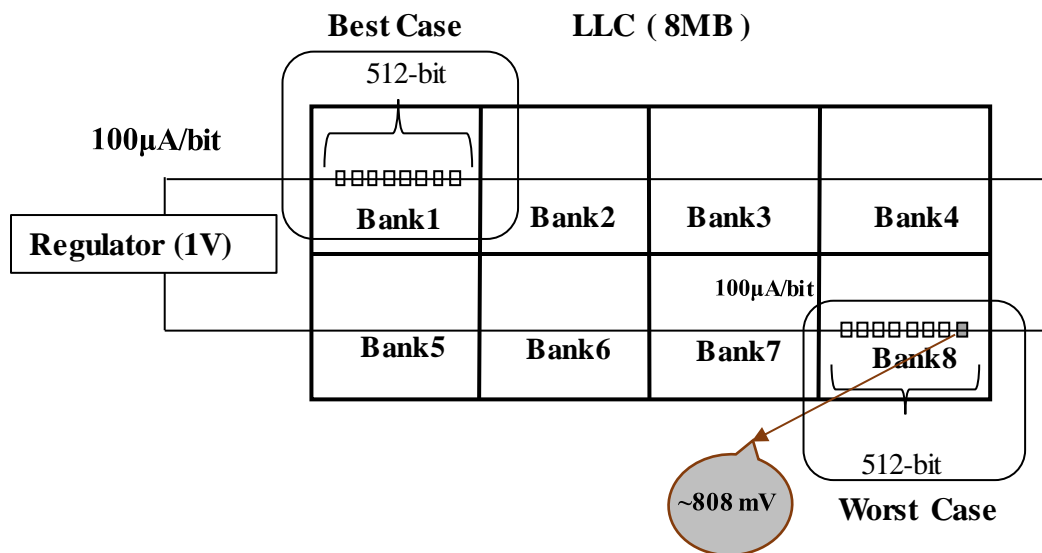 Best Case
LLC ( 8MB )
512-bit
100μA/bit
Bank1
Bank2
Bank3
Bank4
Regulator (1V)
100μA/bit
Bank5
Bank6
Bank7
Bank8
512-bit
~808 mV
Worst Case